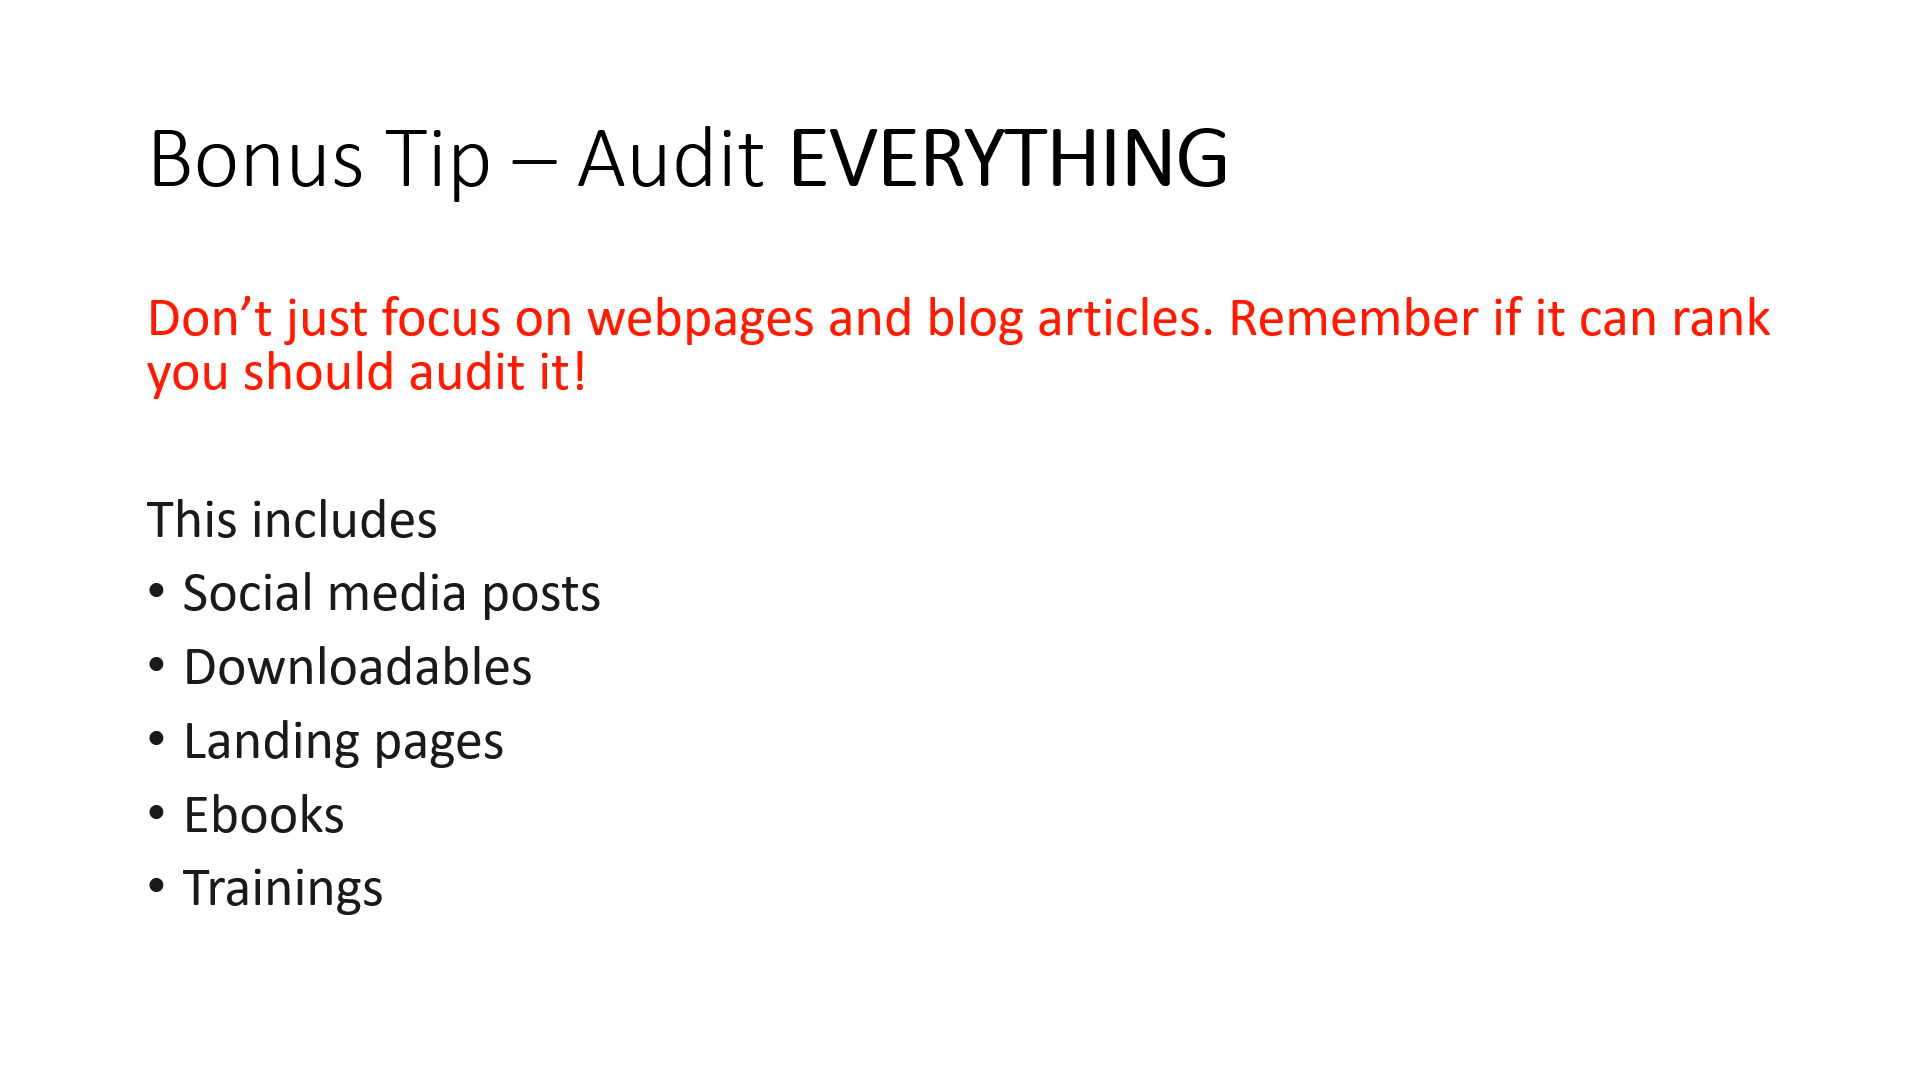 Bonus Tip – Audit EVERYTHING
Don’t just focus on webpages and blog articles. Remember if it can rank
you should audit it!
This includes
• Social media posts
• Downloadables
• Landing pages
• Ebooks
• Trainings